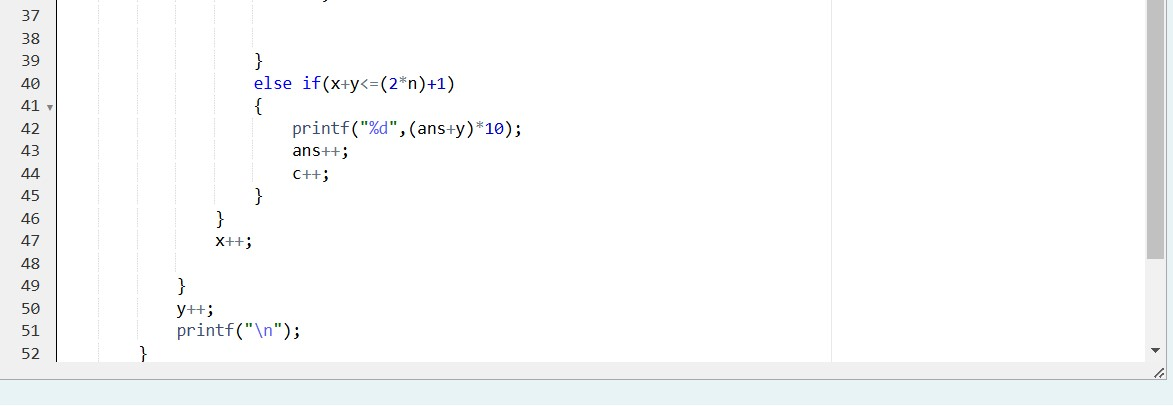 37
38
39 }
40 else if(x+y<=(2*n)+1)
41 {
42 printf("%d",(ans+y)*10);
43 ans++;
44 c++;
45 }
46 }
47 x++;
48
49 }
50 y++;
51 printf("\n");
52 }